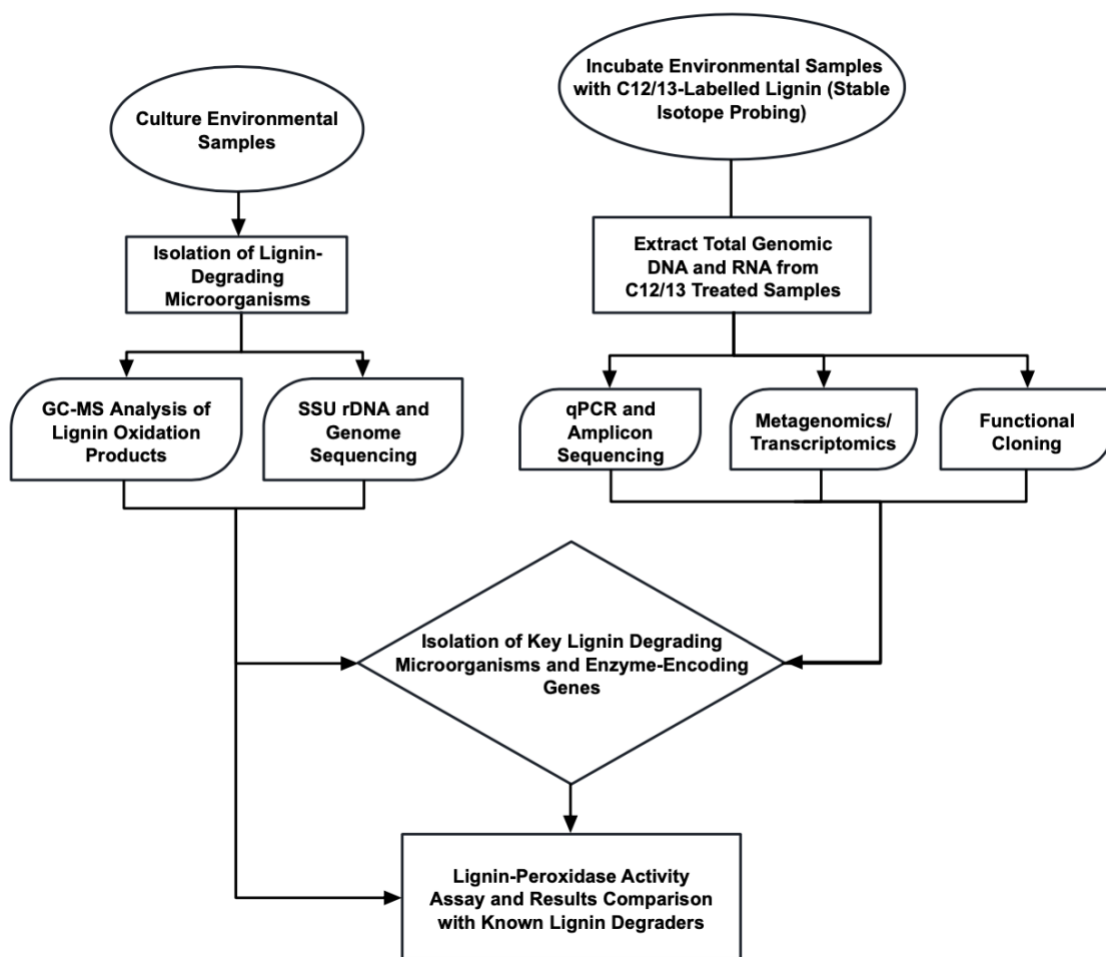 Culture Environmental
Samples
Incubate Environmental Samples
with C12/13-Labelled Lignin (Stable
Isotope Probing)
Isolation of Lignin-
Degrading
Microorganisms
Extract Total Genomic
DNA and RNA from
C12/13 Treated Samples
GC-MS Analysis of
Lignin Oxidation
Products
SSU rDNA and
Genome
Sequencing
qPCR and
Amplicon
Sequencing
Metagenomics/
Transcriptomics
Functional
Cloning
Isolation of Key Lignin Degrading
Microorganisms and Enzyme-Encoding
Genes
Lignin-Peroxidase Activity
Assay and Results Comparison
with Known Lignin Degraders